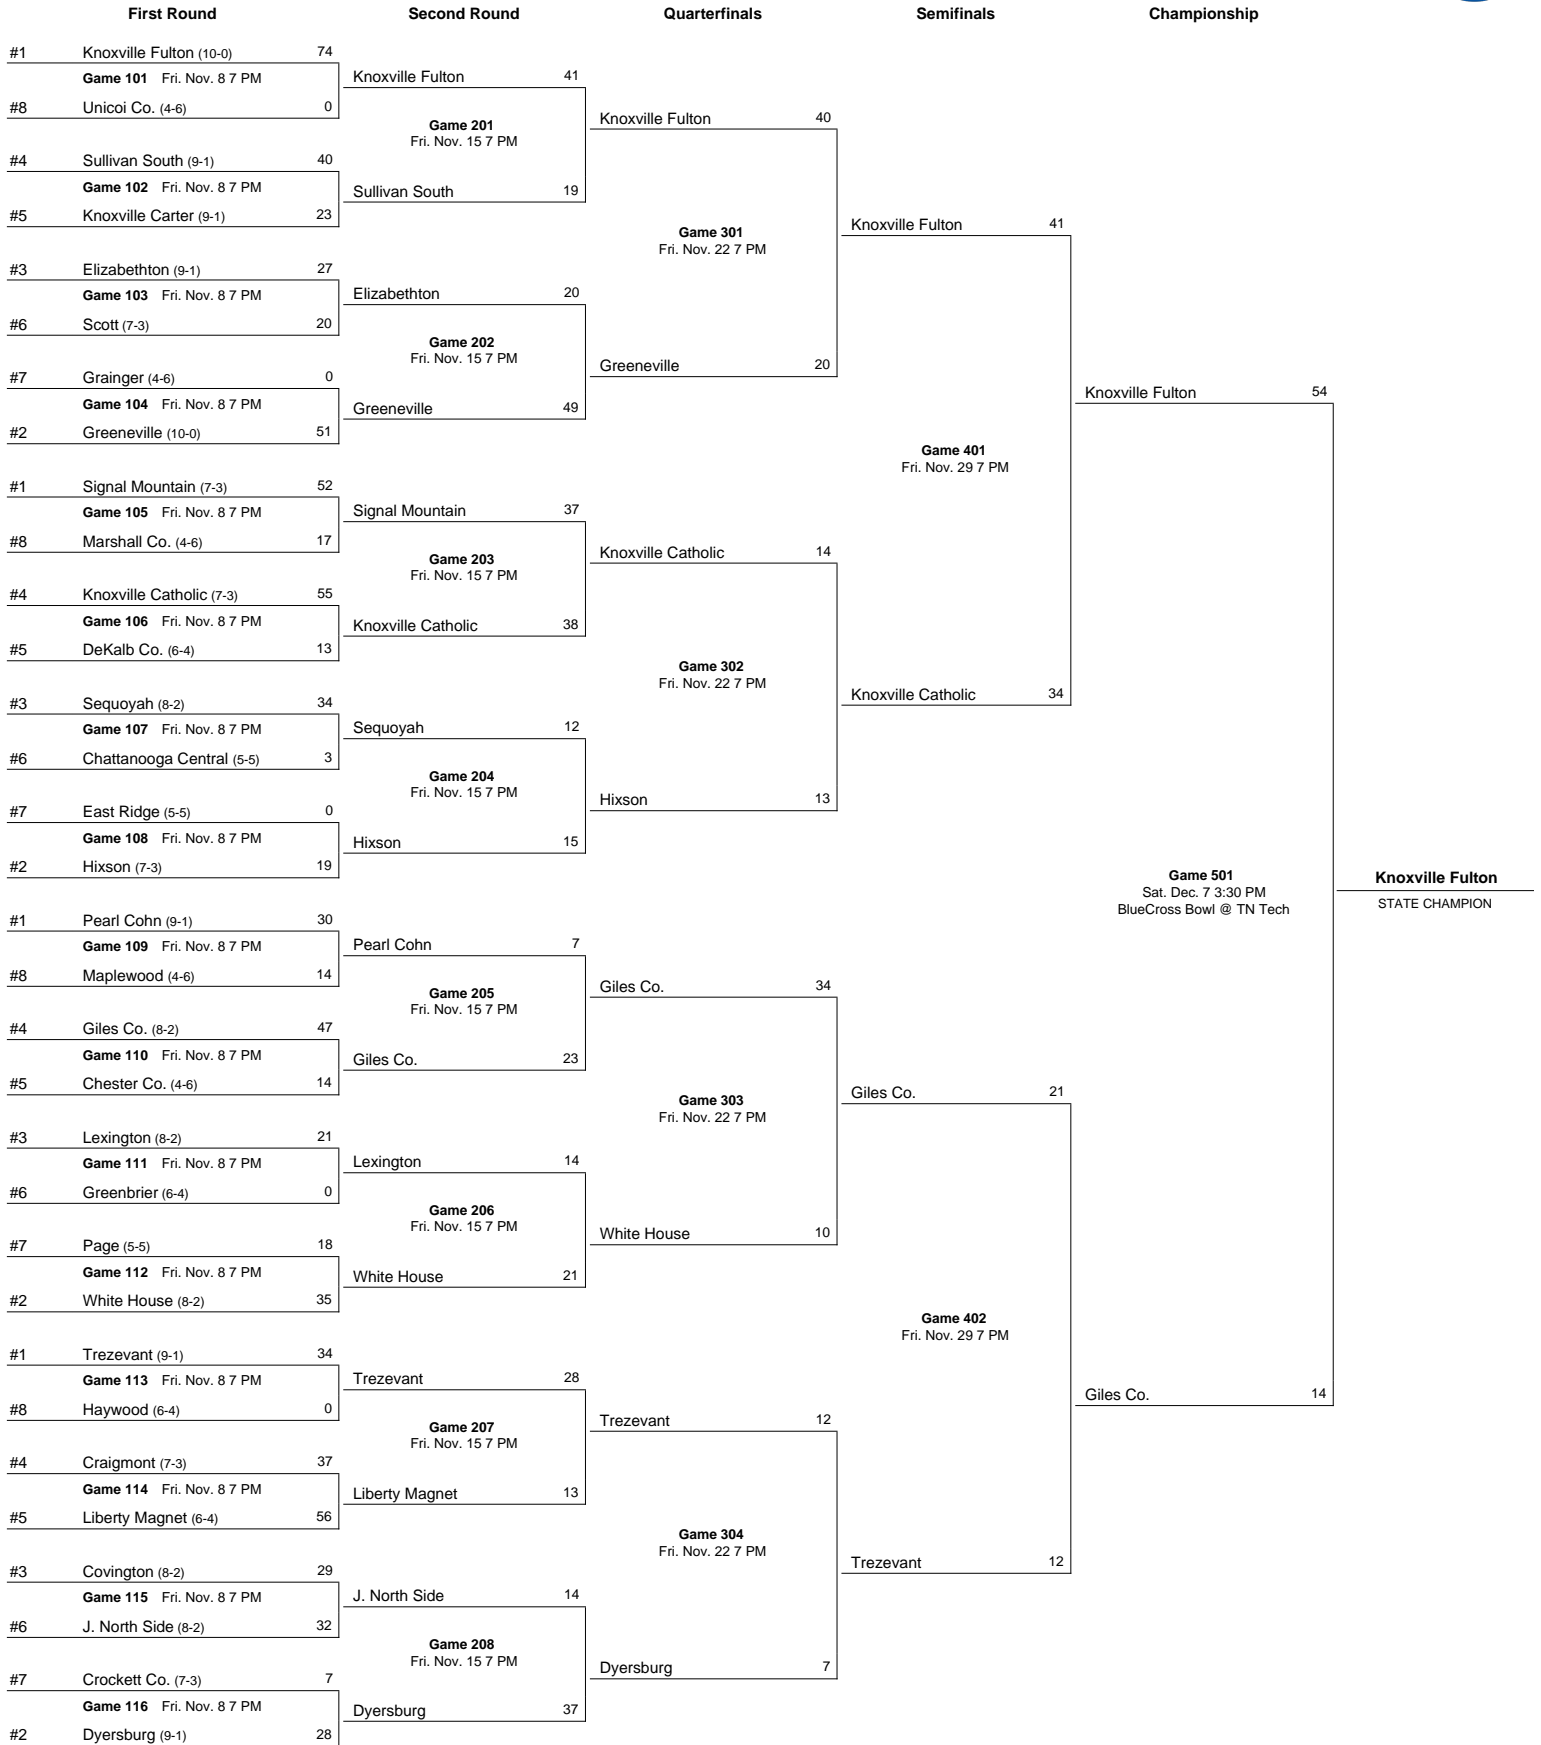 First Round Second Round Quarterfinals Semifinals Championship
#1 Knoxville Fulton (10-0) 74
Game 101 Fri. Nov. 8 7 PM
#8 Unicoi Co. (4-6) 0
#4 Sullivan South (9-1) 40
Game 102 Fri. Nov. 8 7 PM
#5 Knoxville Carter (9-1) 23
#3 Elizabethton (9-1) 27
Game 103 Fri. Nov. 8 7 PM
#6 Scott (7-3) 20
#7 Grainger (4-6) 0
Game 104 Fri. Nov. 8 7 PM
#2 Greeneville (10-0) 51
#1 Signal Mountain (7-3) 52
Game 105 Fri. Nov. 8 7 PM
#8 Marshall Co. (4-6) 17
#4 Knoxville Catholic (7-3) 55
Game 106 Fri. Nov. 8 7 PM
#5 DeKalb Co. (6-4) 13
#3 Sequoyah (8-2) 34
Game 107 Fri. Nov. 8 7 PM
#6 Chattanooga Central (5-5) 3
#7 East Ridge (5-5) 0
Game 108 Fri. Nov. 8 7 PM
#2 Hixson (7-3) 19
#1 Pearl Cohn (9-1) 30
Game 109 Fri. Nov. 8 7 PM
#8 Maplewood (4-6) 14
#4 Giles Co. (8-2) 47
Game 110 Fri. Nov. 8 7 PM
#5 Chester Co. (4-6) 14
#3 Lexington (8-2) 21
Game 111 Fri. Nov. 8 7 PM
#6 Greenbrier (6-4) 0
#7 Page (5-5) 18
Game 112 Fri. Nov. 8 7 PM
#2 White House (8-2) 35
#1 Trezevant (9-1) 34
Game 113 Fri. Nov. 8 7 PM
#8 Haywood (6-4) 0
#4 Craigmont (7-3) 37
Game 114 Fri. Nov. 8 7 PM
#5 Liberty Magnet (6-4) 56
#3 Covington (8-2) 29
Game 115 Fri. Nov. 8 7 PM
#6 J. North Side (8-2) 32
#7 Crockett Co. (7-3) 7
Game 116 Fri. Nov. 8 7 PM
#2 Dyersburg (9-1) 28
Knoxville Fulton 41
Game 201
Fri. Nov. 15 7 PM
Sullivan South 19
Elizabethton 20
Game 202
Fri. Nov. 15 7 PM
Greeneville 49
Signal Mountain 37
Game 203
Fri. Nov. 15 7 PM
Knoxville Catholic 38
Sequoyah 12
Game 204
Fri. Nov. 15 7 PM
Hixson 15
Pearl Cohn 7
Game 205
Fri. Nov. 15 7 PM
Giles Co. 23
Lexington 14
Game 206
Fri. Nov. 15 7 PM
White House 21
Trezevant 28
Game 207
Fri. Nov. 15 7 PM
Liberty Magnet 13
J. North Side 14
Game 208
Fri. Nov. 15 7 PM
Dyersburg 37
Knoxville Fulton 40
Game 301
Fri. Nov. 22 7 PM
Greeneville 20
Knoxville Catholic 14
Game 302
Fri. Nov. 22 7 PM
Hixson 13
Giles Co. 34
Game 303
Fri. Nov. 22 7 PM
White House 10
Trezevant 12
Game 304
Fri. Nov. 22 7 PM
Dyersburg 7
Knoxville Fulton 41
Game 401
Fri. Nov. 29 7 PM
Knoxville Catholic 34
Giles Co. 21
Game 402
Fri. Nov. 29 7 PM
Trezevant 12
Knoxville Fulton 54
Game 501
Sat. Dec. 7 3:30 PM
BlueCross Bowl @ TN Tech
Giles Co. 14
Knoxville Fulton
STATE CHAMPION